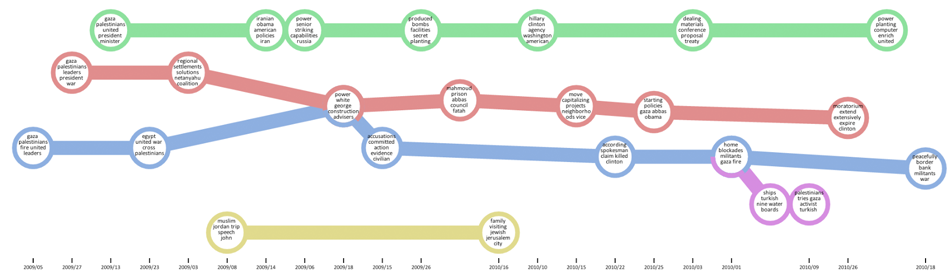 gaza
palestinians
united
president
minister
iranian
obama
american
policies
iran
power
senior
striking
capabilities
russia
produced
bombs
facilities
secret
planting
hillary
clinton
agency
washington
american
dealing
materials
conference
proposal
treaty
power
planting
computer
enrich
united
gaza
palestinians
leaders
president
war
regional
settlements
solutions
netanyahu
coalition
power
white
george
construction
advisers
mahmoud
prison
abbas
council
fatah
move
capitalizing
projects
neighborho
ods vice
starting
policies
gaza abbas
obama
moratorium
extend
extensively
expire
clinton
gaza
palestinians
fire united
leaders
egypt
united war
cross
palestinians
accusations
committed
action
evidence
civilian
according
spokesman
claim killed
clinton
home
blockades
militants
gaza fire
peacefully
border
bank
militants
war
ships
turkish
nine water
boards
palestinians
tries gaza
activist
turkish
muslim
jordan trip
speech
john
family
visiting
jewish
jerusalem
city
2009/05 2009/27 2009/13 2009/23 2009/03 2009/08 2009/14 2009/06 2009/18 2009/15 2009/26 2010/16 2010/10 2010/15 2010/22 2010/25 2010/03 2010/01 2010/09 2010/26 2010/18